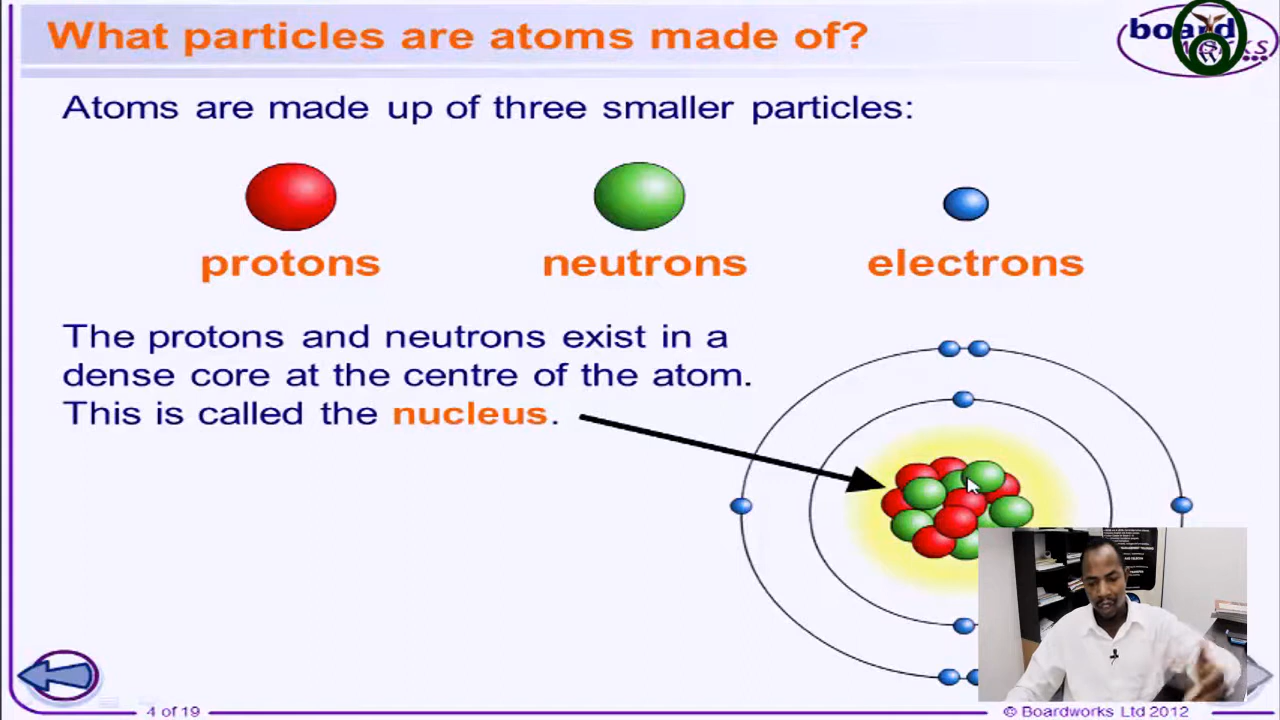 What particles are atoms made of?
board
Atoms are made up of three smaller particles:
protons
neutrons
electrons
The protons and neutrons exist in a
dense core at the centre of the atom.
This is called the nucleus.
4 of 19
© Boardworks Ltd 2012